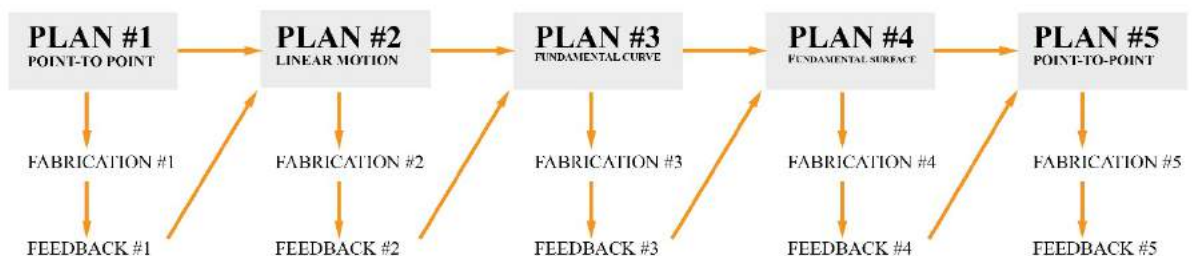 PLAN #1
POINT-TO POINT
PLAN #2
LINEAR MOTION
PLAN #3
FUNDAMENTAL CURVE
PLAN #4
FUNDAMENTAL SURFACE
PLAN #5
POINT-TO-POINT
FABRICATION #1
FABRICATION #2
FABRICATION #3
FABRICATION #4
FABRICATION #5
FEEDBACK #1
FEEDBACK #2
FEEDBACK #3
FEEDBACK #4
FEEDBACK #5